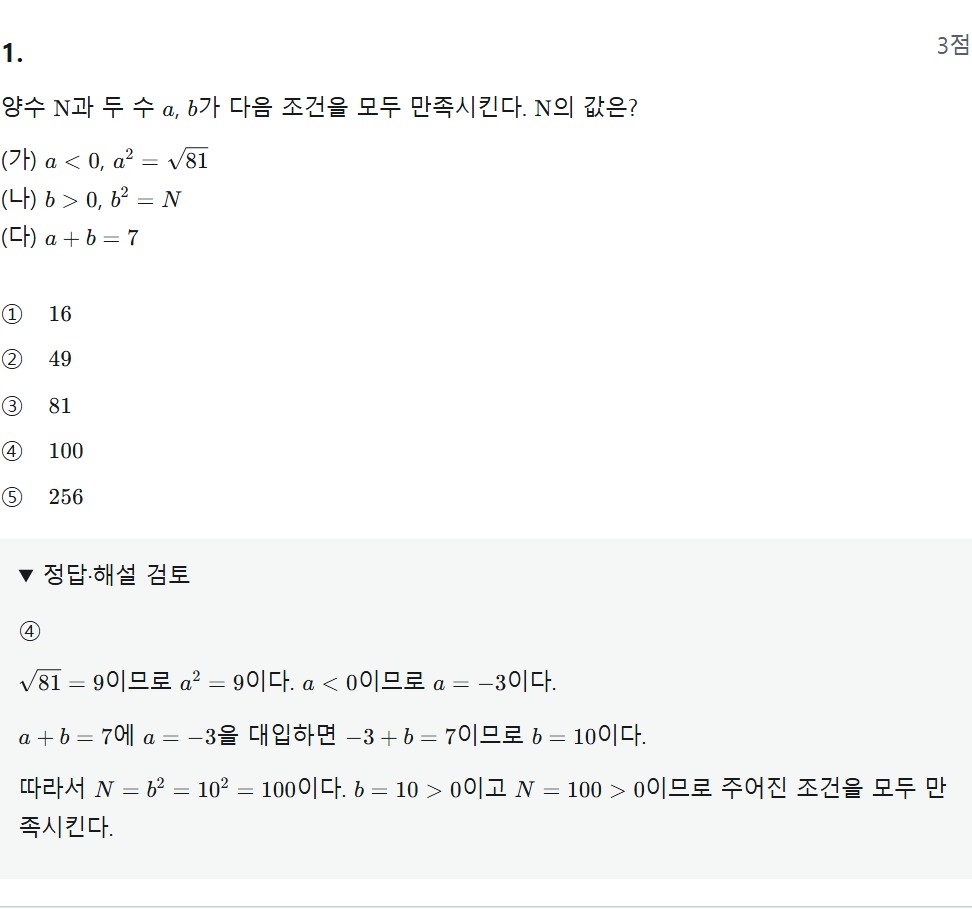 1.
3점
양수 N과 두 수 a, b가 다음 조건을 모두 만족시킨다. N의 값은?
(가) a < 0, a² = √81
(나) b > 0, b² = N
(다) a + b = 7
① 16
② 49
③ 81
④ 100
⑤ 256
▼ 정답·해설 검토
④
√81 = 9이므로 a² = 9이다. a < 0이므로 a = −3이다.
a + b = 7에 a = −3을 대입하면 −3 + b = 7이므로 b = 10이다.
따라서 N = b² = 10² = 100이다. b = 10 > 0이고 N = 100 > 0이므로 주어진 조건을 모두 만
족시킨다.